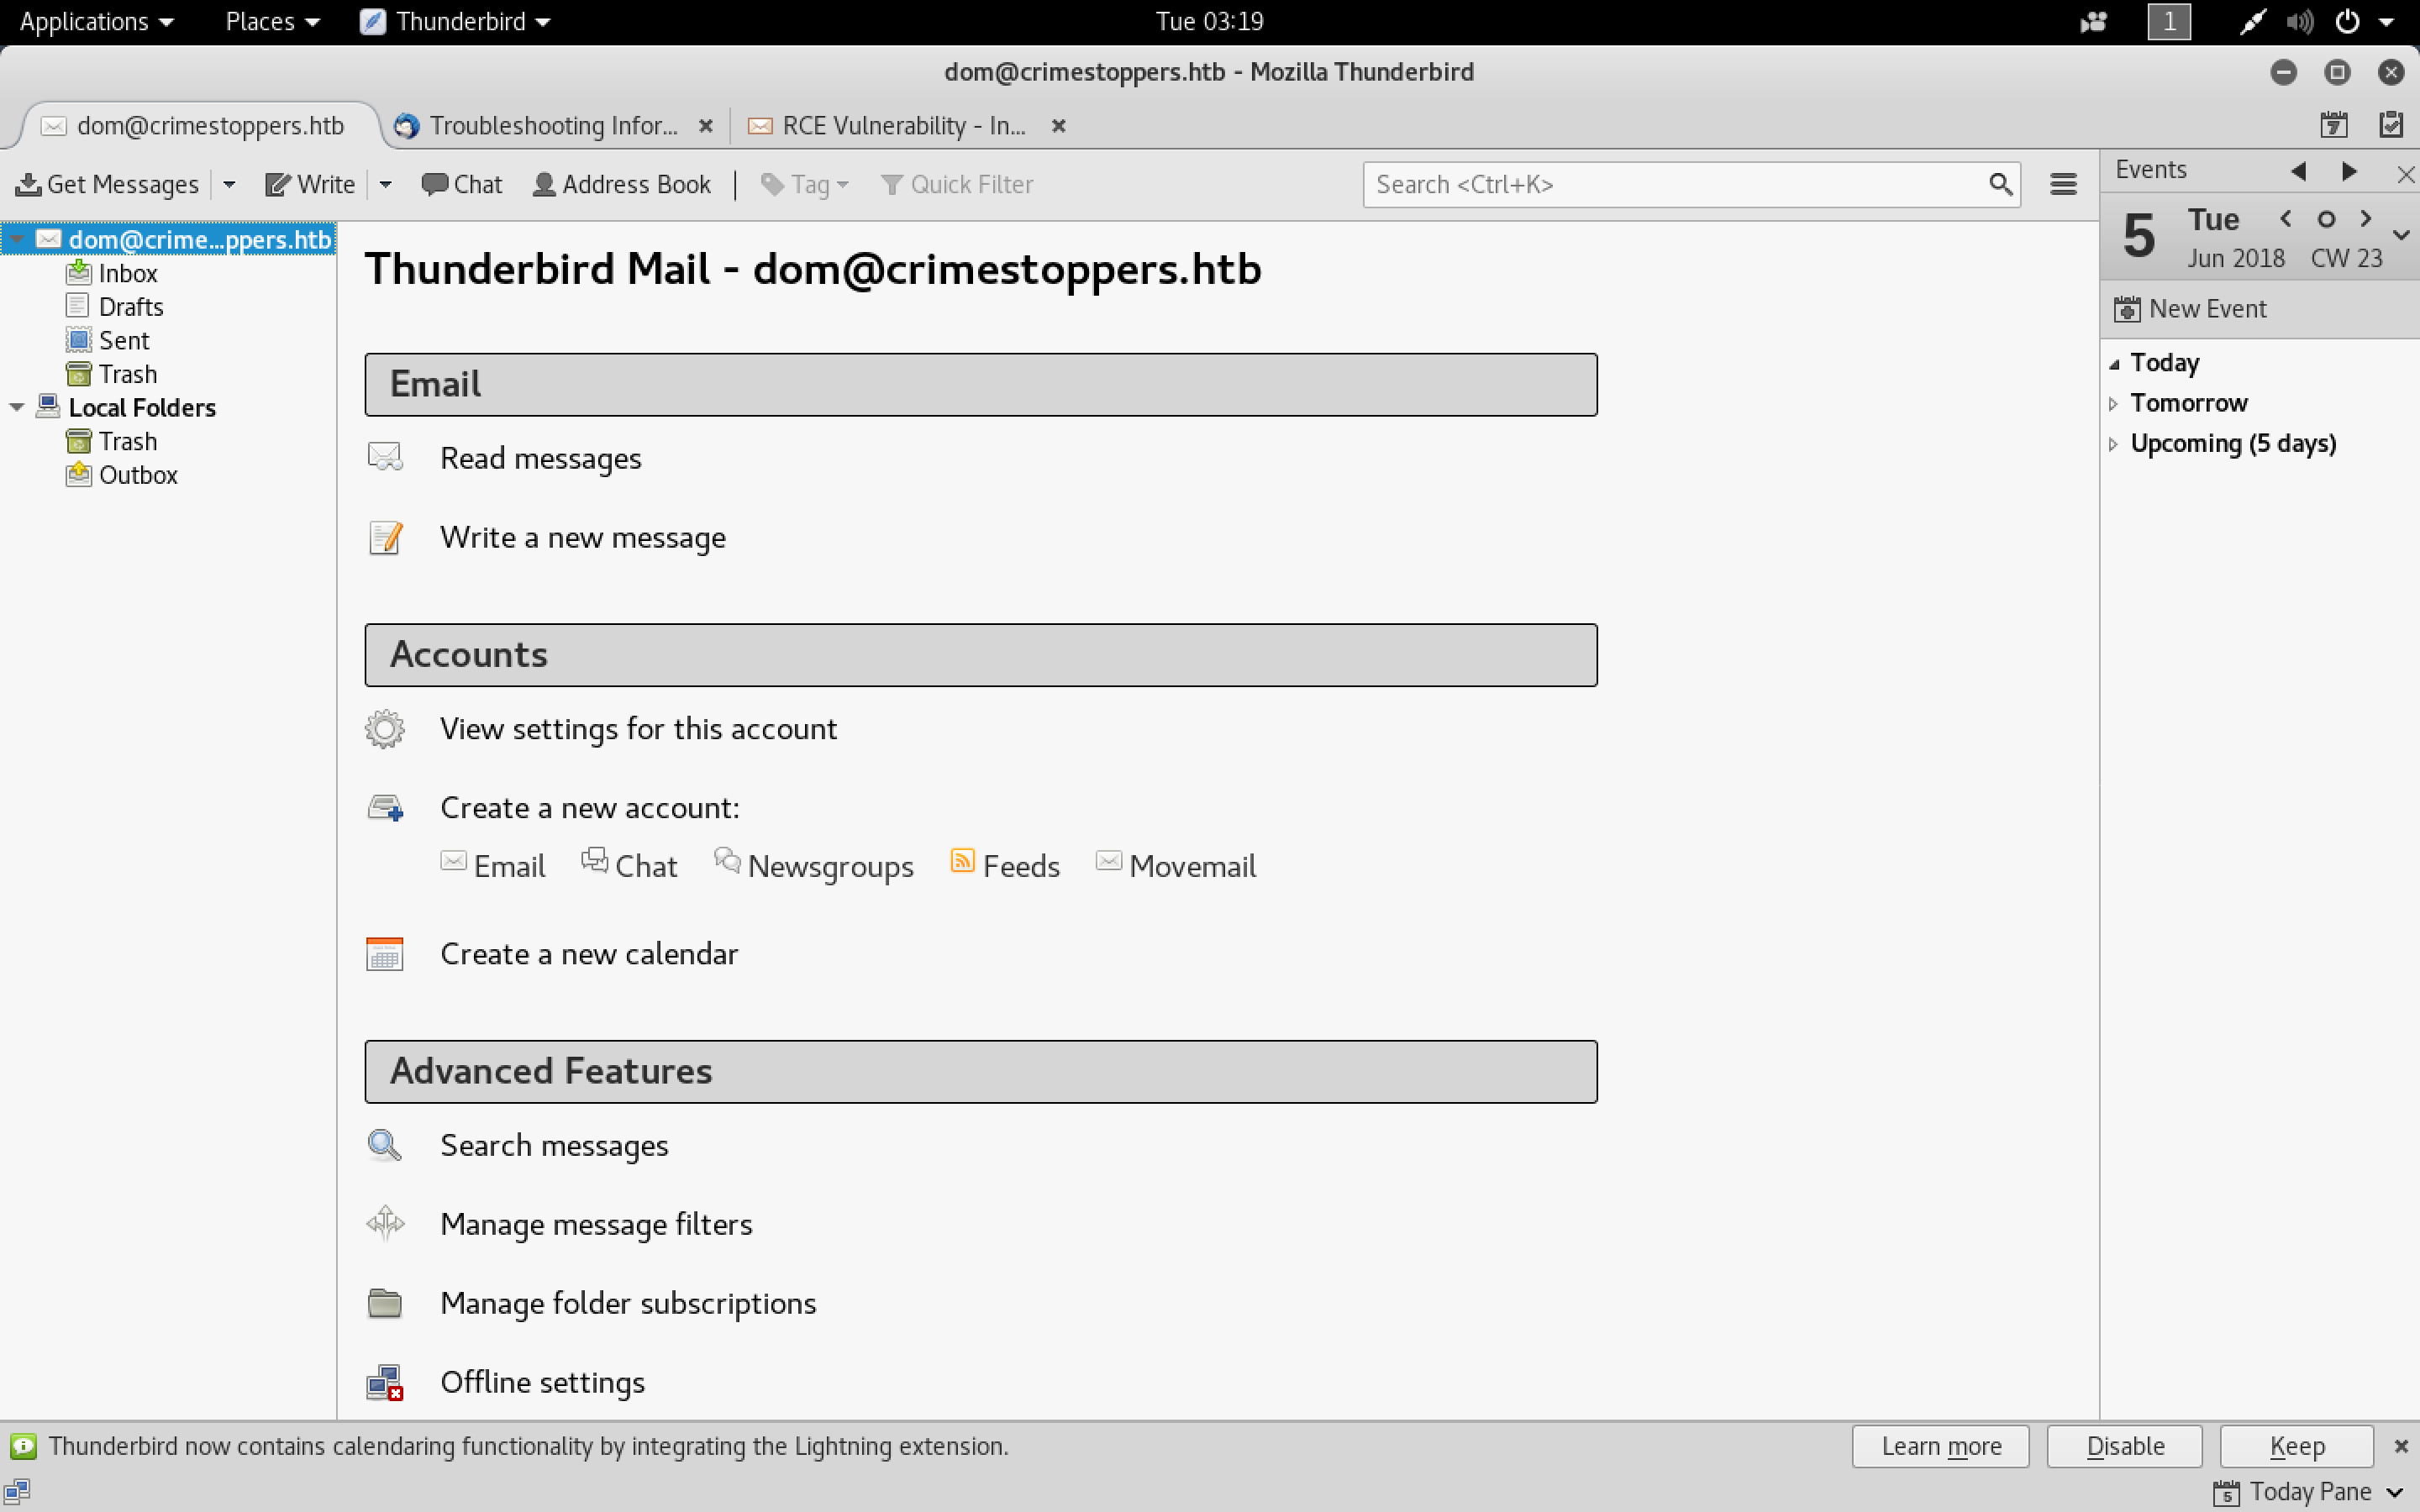 Applications Places Thunderbird Tue 03:19 1
dom@crimestoppers.htb - Mozilla Thunderbird
dom@crimestoppers.htb Troubleshooting Infor... RCE Vulnerability - In... 7
Get Messages Write Chat Address Book Tag Quick Filter Search <Ctrl+K>
dom@crime...ppers.htb
Inbox
Drafts
Sent
Trash
Local Folders
Trash
Outbox
Thunderbird Mail - dom@crimestoppers.htb
Email
Read messages
Write a new message
Accounts
View settings for this account
Create a new account:
Email Chat Newsgroups Feeds Movemail
Create a new calendar
Advanced Features
Search messages
Manage message filters
Manage folder subscriptions
Offline settings
Events
5 Tue
Jun 2018 CW 23
New Event
Today
Tomorrow
Upcoming (5 days)
Thunderbird now contains calendaring functionality by integrating the Lightning extension. Learn more Disable Keep
5 Today Pane